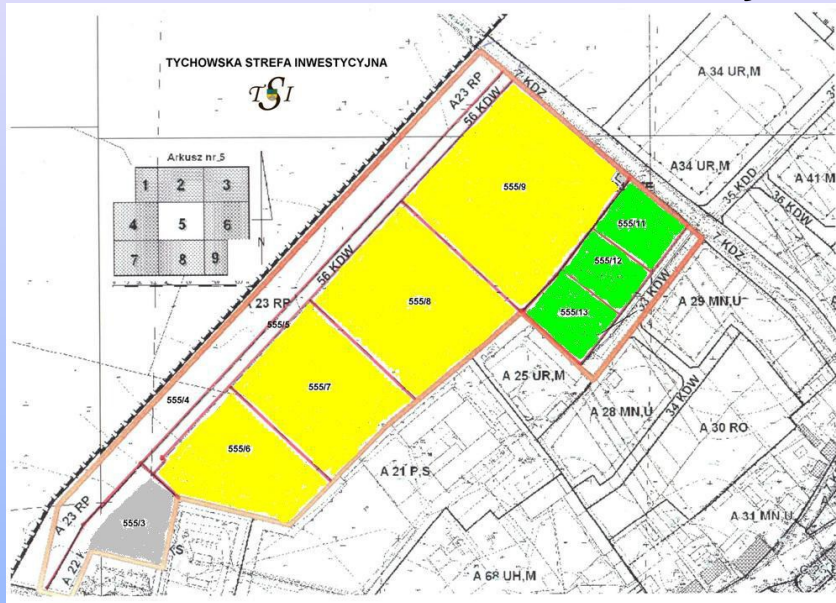 TYCHOWSKA STREFA INWESTYCYJNA
TSI
A23 RP
7 KDZ
A 34 UR,M
56 KDW
Arkusz nr 5
1 2 3
4 5 6
7 8 9
N
555/9
A34 UR,M
35 KDD
A 41 M
36 KDW
555/11
7 KDZ
555/12
56 KDW
33 KDW
555/8
A 29 MN,U
A 23 RP
555/5
555/13
A 25 UR,M
555/4
555/7
34 KDW
A 28 MN,U
A 30 RO
555/6
A 21 P,S
A 23 RP
555/3
A 31 MN,U
A 22
A 68 UH,M